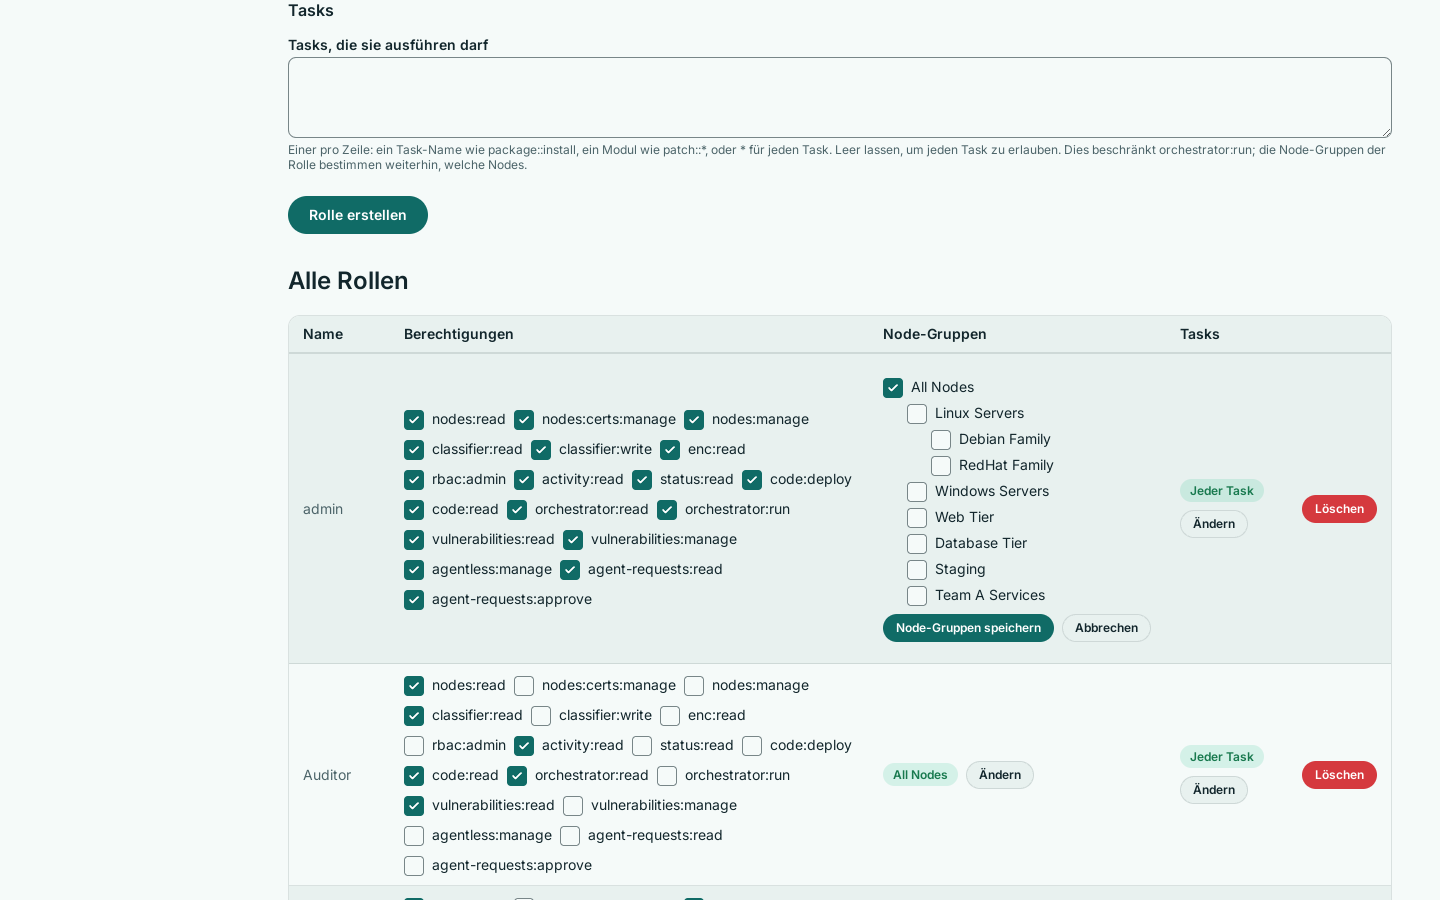 Tasks
Tasks, die sie ausführen darf
Einer pro Zeile: ein Task-Name wie package::install, ein Modul wie patch::*, oder * für jeden Task. Leer lassen, um jeden Task zu erlauben. Dies beschränkt orchestrator:run; die Node-Gruppen der
Rolle bestimmen weiterhin, welche Nodes.
Rolle erstellen
Alle Rollen
Name Berechtigungen Node-Gruppen Tasks
admin
nodes:read nodes:certs:manage nodes:manage
classifier:read classifier:write enc:read
rbac:admin activity:read status:read code:deploy
code:read orchestrator:read orchestrator:run
vulnerabilities:read vulnerabilities:manage
agentless:manage agent-requests:read
agent-requests:approve
All Nodes
Linux Servers
Debian Family
RedHat Family
Windows Servers
Web Tier
Database Tier
Staging
Team A Services
Node-Gruppen speichern Abbrechen
Jeder Task
Ändern
Löschen
Auditor
nodes:read nodes:certs:manage nodes:manage
classifier:read classifier:write enc:read
rbac:admin activity:read status:read code:deploy
code:read orchestrator:read orchestrator:run
vulnerabilities:read vulnerabilities:manage
agentless:manage agent-requests:read
agent-requests:approve
All Nodes Ändern
Jeder Task
Ändern
Löschen